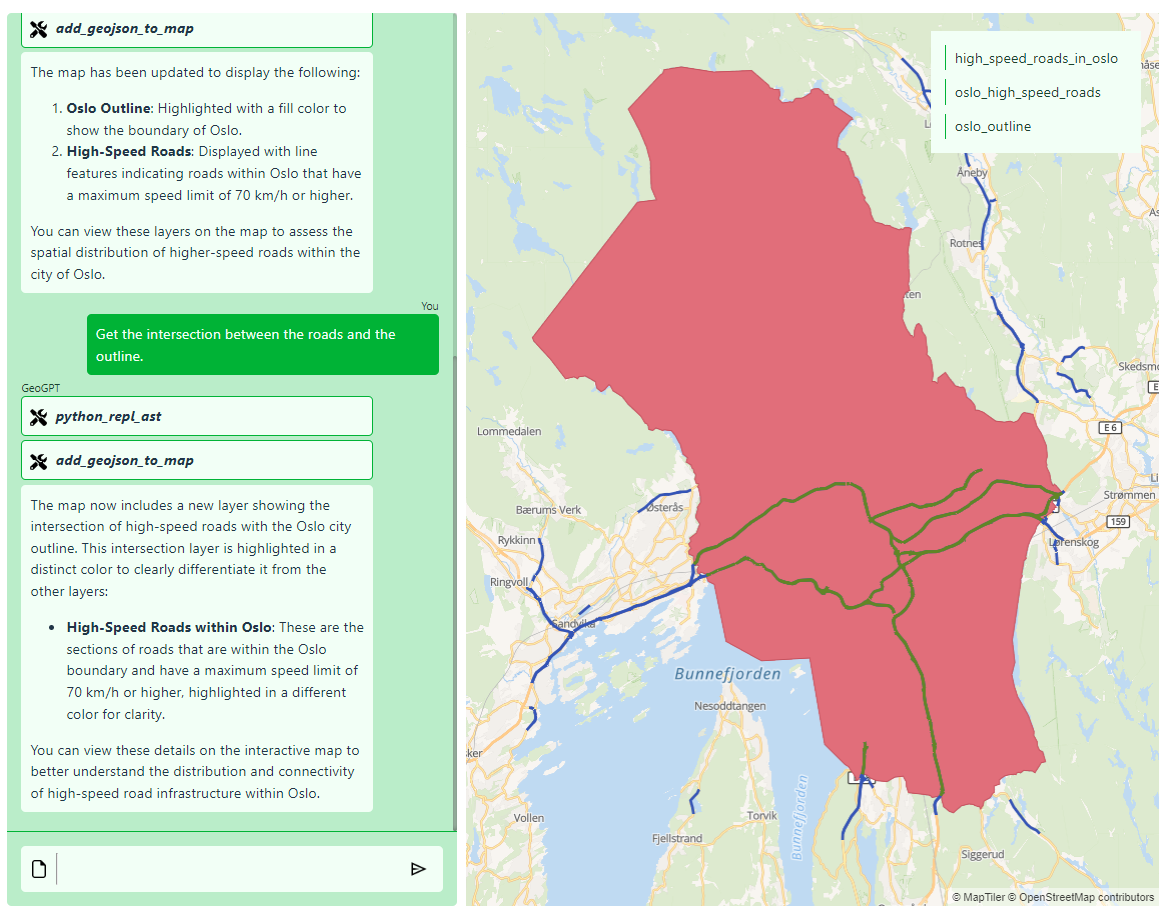 add_geojson_to_map
The map has been updated to display the following:
1. Oslo Outline: Highlighted with a fill color to
show the boundary of Oslo.
2. High-Speed Roads: Displayed with line
features indicating roads within Oslo that have
a maximum speed limit of 70 km/h or higher.
You can view these layers on the map to assess the
spatial distribution of higher-speed roads within the
city of Oslo.
You
Get the intersection between the roads and the
outline.
GeoGPT
python_repl_ast
add_geojson_to_map
The map now includes a new layer showing the
intersection of high-speed roads with the Oslo city
outline. This intersection layer is highlighted in a
distinct color to clearly differentiate it from the
other layers:
• High-Speed Roads within Oslo: These are the
sections of roads that are within the Oslo
boundary and have a maximum speed limit of
70 km/h or higher, highlighted in a different
color for clarity.
You can view these details on the interactive map to
better understand the distribution and connectivity
of high-speed road infrastructure within Oslo.
high_speed_roads_in_oslo
oslo_high_speed_roads
oslo_outline
Åneby
Rotnes
Skedsmo
E 6
Lommedalen
Strømmen
Bærums Verk
Østerås
159
Rykkinn
Lørenskog
Ringvoll
Sandvika
Bunnefjorden
Nesoddtangen
Bunnefjorden
Vollen
Torvik
Fjellstrand
Siggerud
© MapTiler © OpenStreetMap contributors